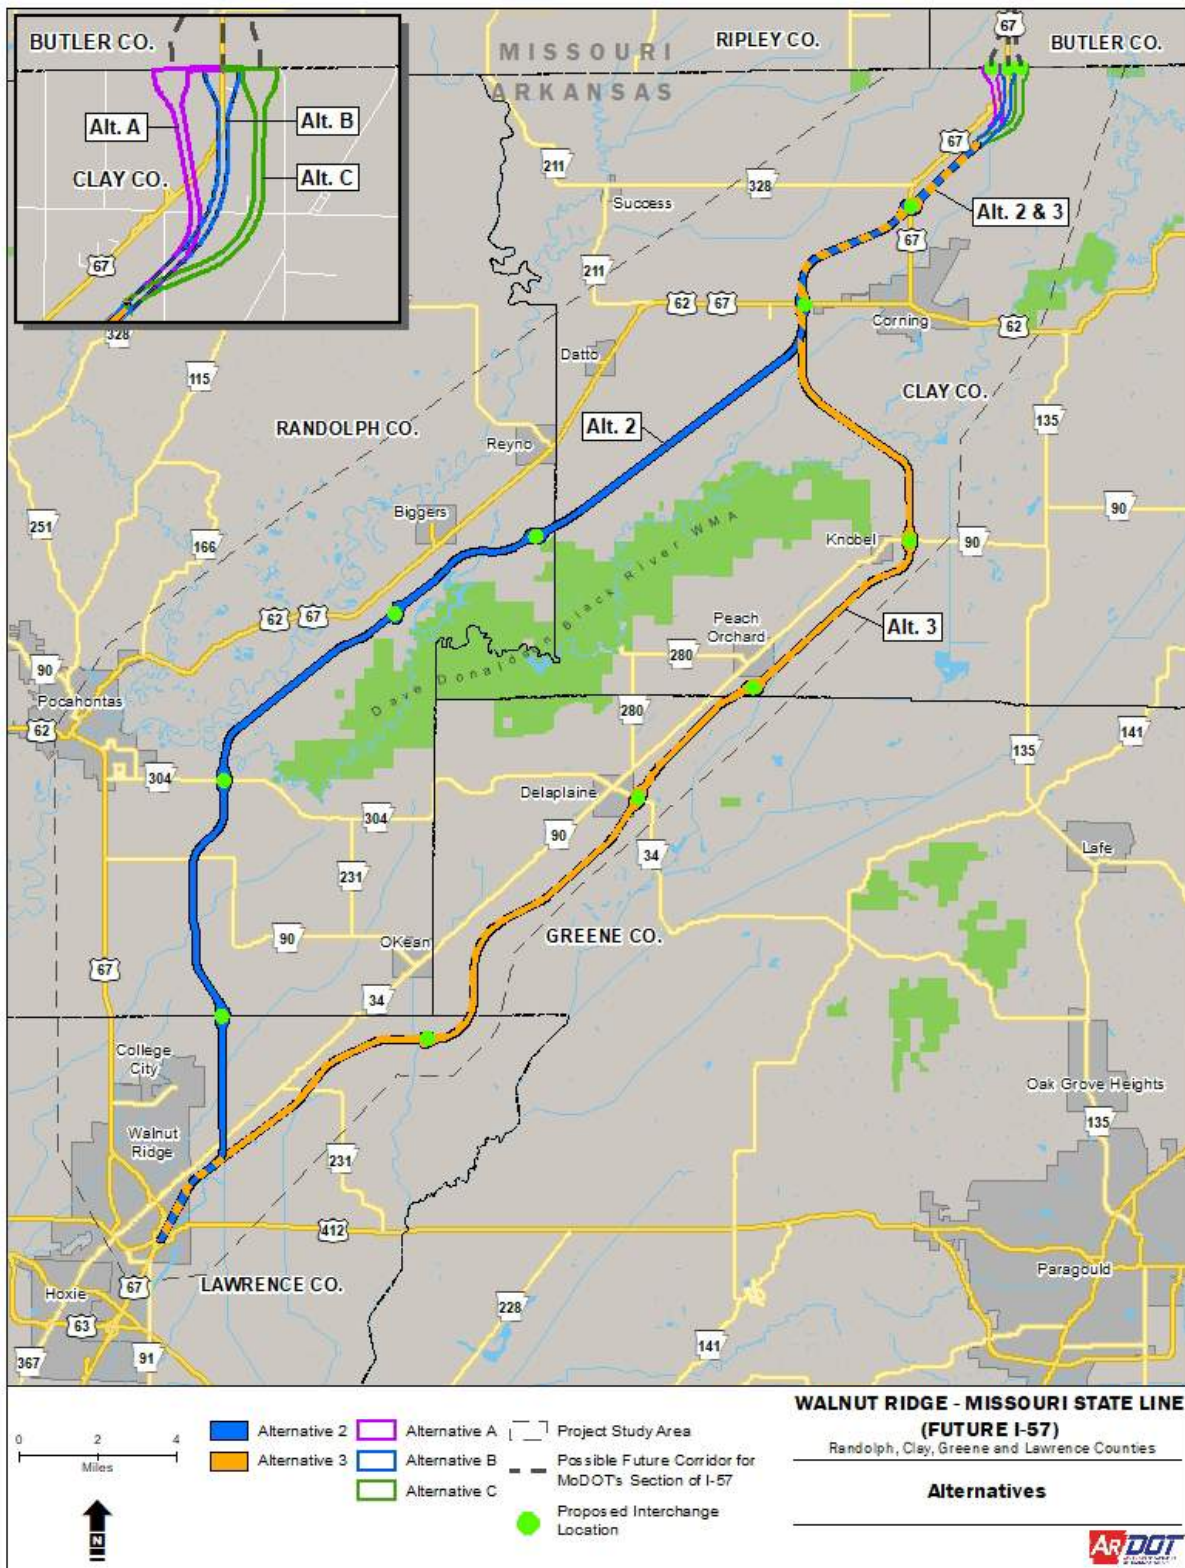 BUTLER CO.
Alt. A
Alt. B
CLAY CO.
Alt. C
67
MISSOURI
ARKANSAS
RIPLEY CO.
67
BUTLER CO.
67
211
328
Success
Alt. 2 & 3
67
211
62
67
Corning
62
328
Datto
115
CLAY CO.
135
RANDOLPH CO.
Alt. 2
Reyno
251
Biggers
90
166
Knobel
90
Dave Donaldson Black River WMA
62
67
Peach
Orchard
Alt. 3
90
280
Pocahontas
62
280
141
135
304
Delaplaine
304
90
34
Lafe
231
90
OKean
GREENE CO.
67
34
College
City
Oak Grove Heights
Walnut
Ridge
135
231
412
67
LAWRENCE CO.
Hoxie
Paragould
63
228
367
91
141
0 2 4
Miles
N
Alternative 2
Alternative 3
Alternative A
Alternative B
Alternative C
Project Study Area
Possible Future Corridor for
MoDOT's Section of I-57
Proposed Interchange
Location
WALNUT RIDGE - MISSOURI STATE LINE
(FUTURE I-57)
Randolph, Clay, Greene and Lawrence Counties
Alternatives
ARDOT